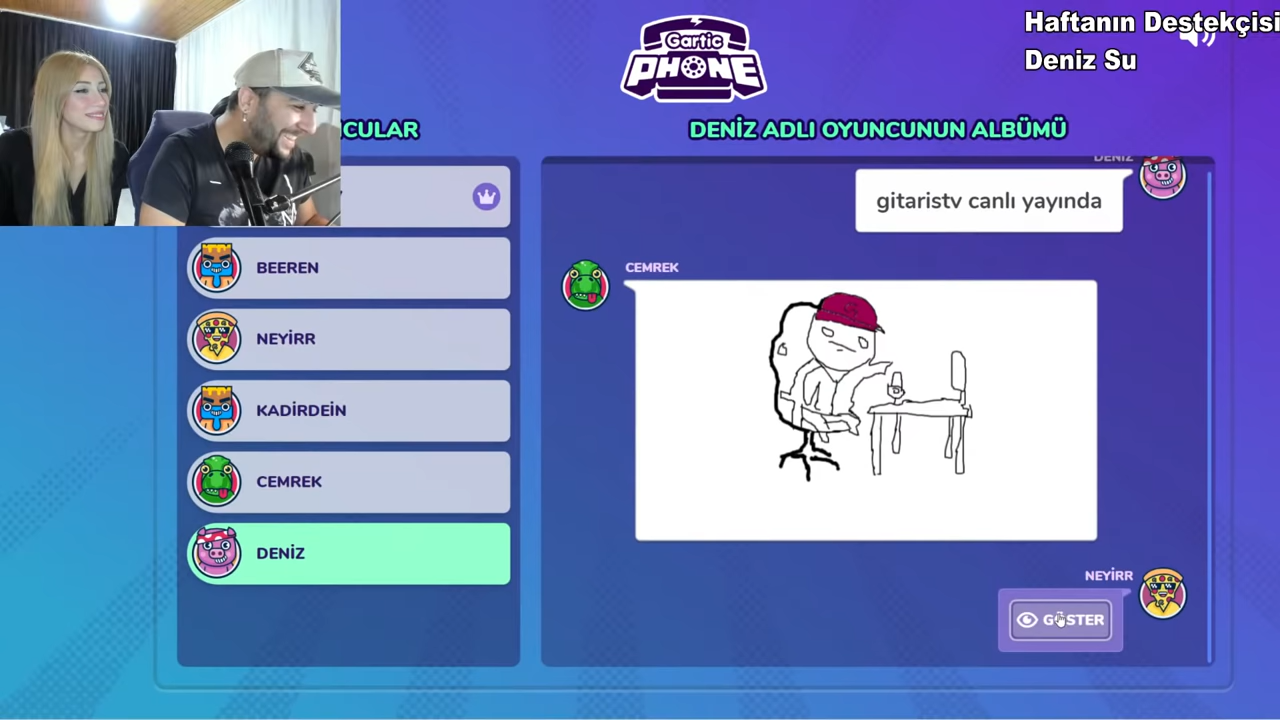 Haftanın Destekçisi
Deniz Su
Gartic
PHONE
CULAR
DENİZ ADLI OYUNCUNUN ALBÜMÜ
DENİZ
gitaristv canlı yayında
BEEREN
CEMREK
NEYİRR
KADİRDEİN
CEMREK
DENİZ
NEYİRR
GÖSTER